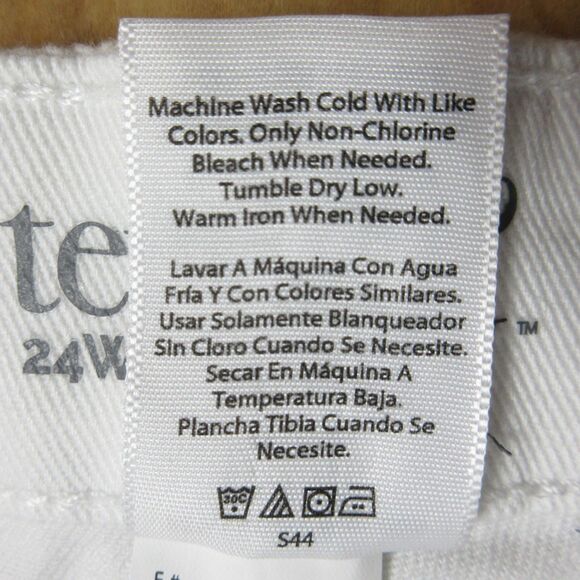 Machine Wash Cold With Like
Colors. Only Non-Chlorine
Bleach When Needed.
Tumble Dry Low.
Warm Iron When Needed.
Lavar A Máquina Con Agua
Fría Y Con Colores Similares.
Usar Solamente Blanqueador
Sin Cloro Cuando Se Necesite.
Secar En Máquina A
Temperatura Baja.
Plancha Tibia Cuando Se
Necesite.
30C
S44
te
TM
24W